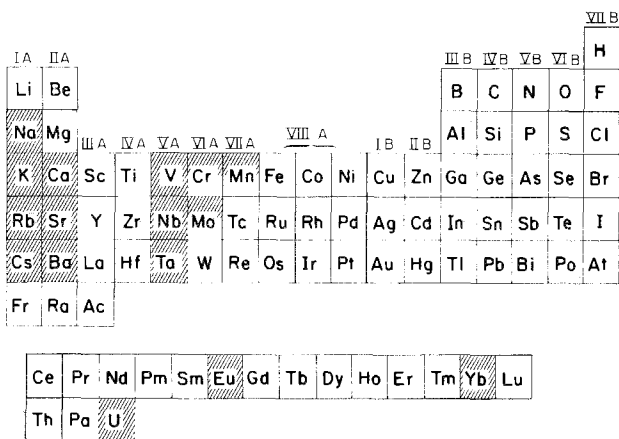 VII B
H
I A II A III B IV B V B VI B
Li Be B C N O F
Na Mg Al Si P S Cl
III A IV A V A VI A VII A VIII A I B II B
K Ca Sc Ti V Cr Mn Fe Co Ni Cu Zn Ga Ge As Se Br
Rb Sr Y Zr Nb Mo Tc Ru Rh Pd Ag Cd In Sn Sb Te I
Cs Ba La Hf Ta W Re Os Ir Pt Au Hg Tl Pb Bi Po At
Fr Ra Ac
Ce Pr Nd Pm Sm Eu Gd Tb Dy Ho Er Tm Yb Lu
Th Pa U